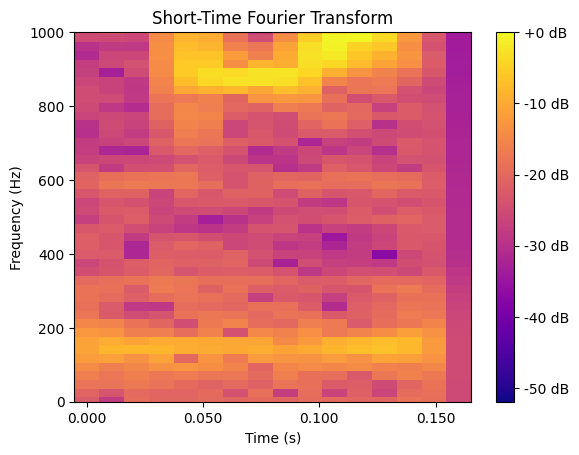 Short-Time Fourier Transform
1000
800
600
400
200
0
Frequency (Hz)
0.000
0.050
0.100
0.150
Time (s)
+0 dB
-10 dB
-20 dB
-30 dB
-40 dB
-50 dB